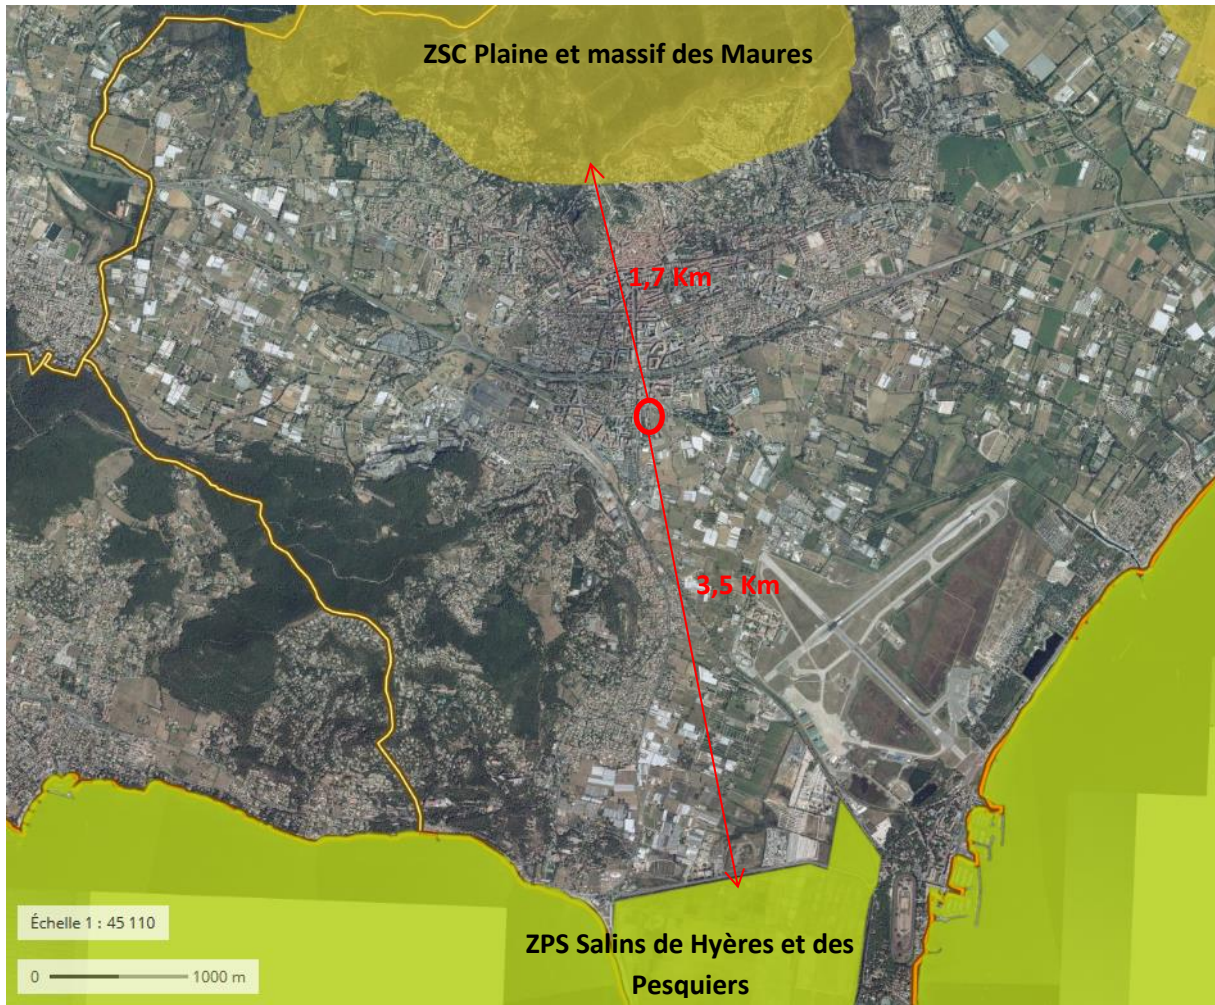 ZSC Plaine et massif des Maures
1,7 Km
3,5 Km
Échelle 1 : 45 110
ZPS Salins de Hyères et des
Pesquiers
0 1000 m